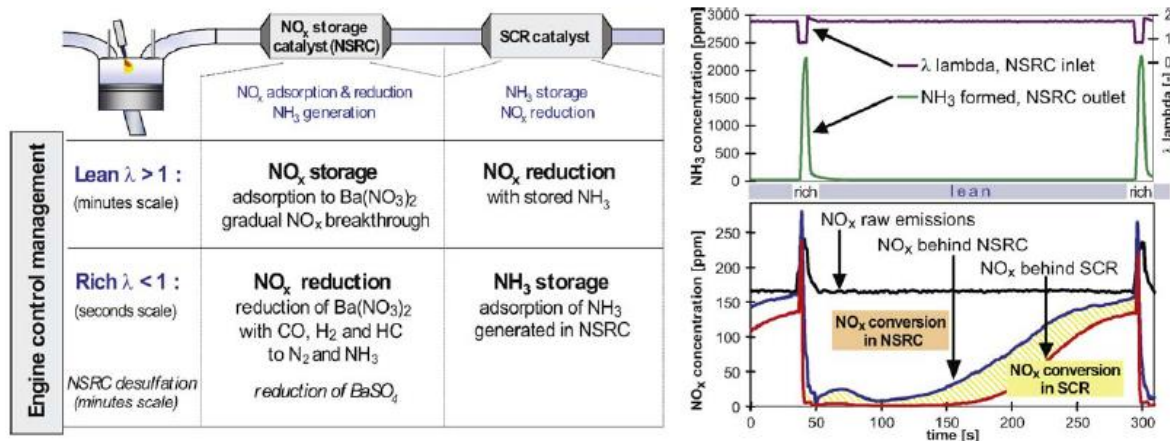 NOx storage
catalyst (NSRC)
SCR catalyst
NOx adsorption & reduction
NH3 generation
NH3 storage
NOx reduction
Engine control management
Lean λ > 1 :
(minutes scale)
NOx storage
adsorption to Ba(NO3)2
gradual NOx breakthrough
NOx reduction
with stored NH3
Rich λ < 1 :
(seconds scale)
NOx reduction
reduction of Ba(NO3)2
with CO, H2 and HC
to N2 and NH3
NH3 storage
adsorption of NH3
generated in NSRC
NSRC desulfation
(minutes scale)
reduction of BaSO4
NH3 concentration [ppm]
3000
2500
2000
1500
1000
500
0
2
1
0
λ lambda, NSRC inlet
NH3 formed, NSRC outlet
rich
lean
rich
NOx concentration [ppm]
250
200
150
100
50
0
NOx raw emissions
NOx behind NSRC
NOx behind SCR
NOx conversion
in NSRC
NOx conversion
in SCR
0
50
100
150
200
250
300
time [s]